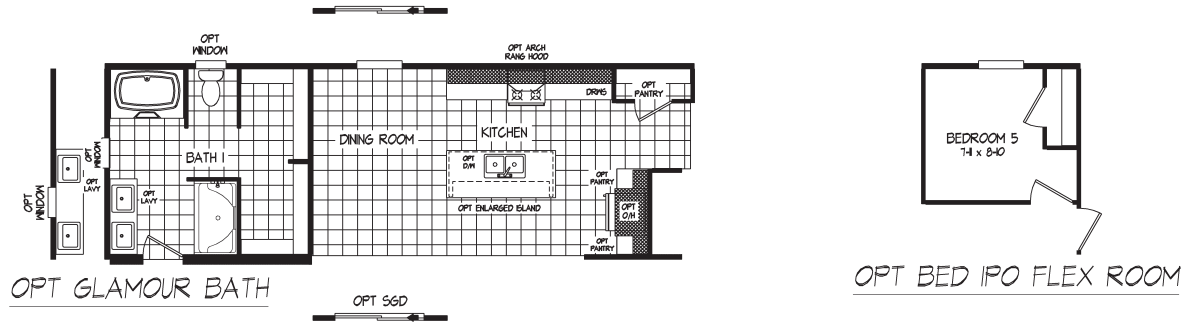 OPT
WINDOW
OPT ARCH
RANG HOOD
DRWS
OPT
PANTRY
DINING ROOM
KITCHEN
BATH 1
OPT
WINDOW
OPT
LAVY
OPT
WINDOW
OPT
LAVY
OPT
D/W
OPT
PANTRY
OPT ENLARGED ISLAND
OPT
O/H
OPT
PANTRY
OPT GLAMOUR BATH
OPT SGD
BEDROOM 5
7-11 x 8-10
OPT BED IPO FLEX ROOM